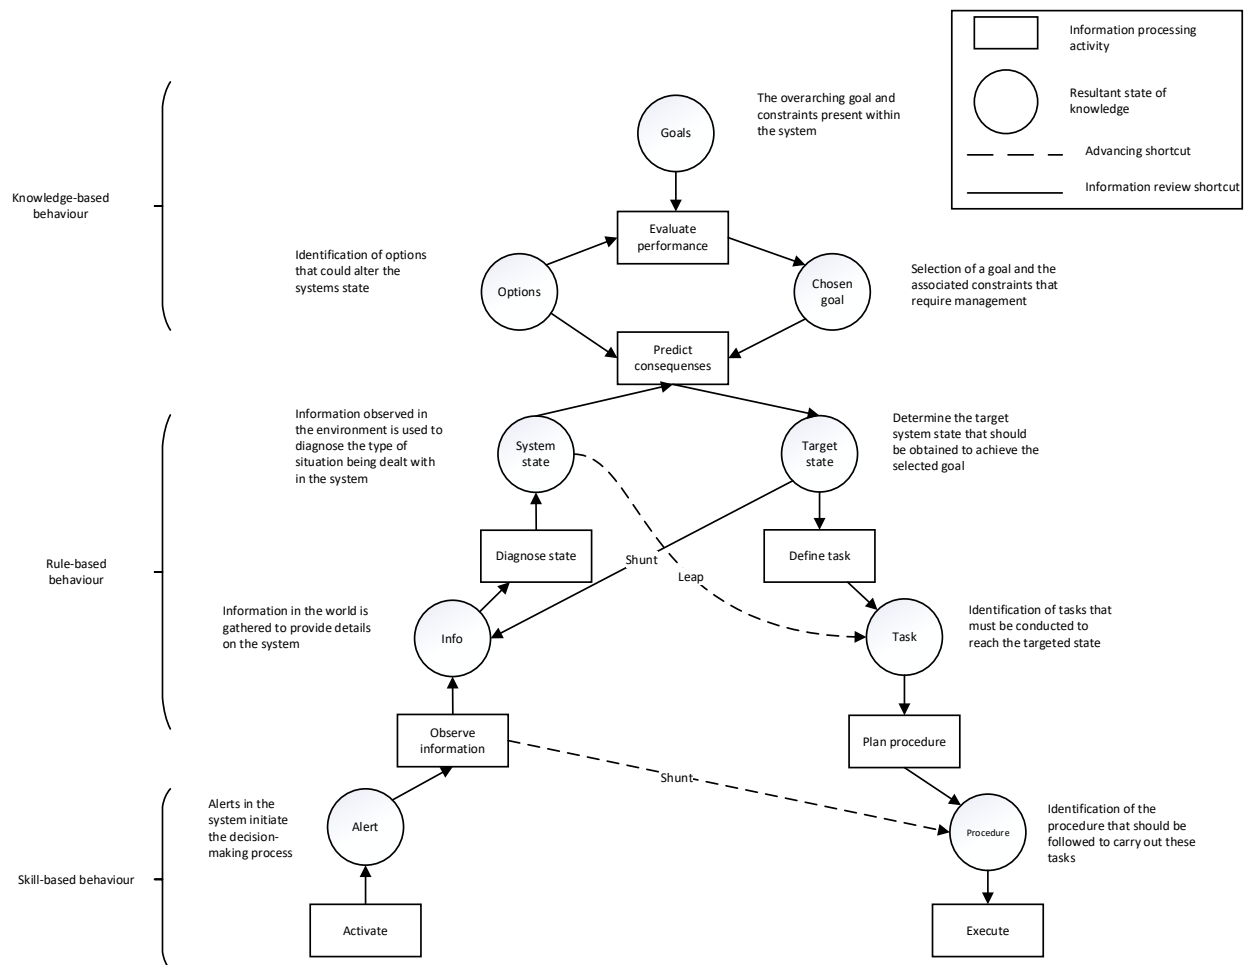 Information processing
activity
Resultant state of
knowledge
Advancing shortcut
Information review shortcut
Goals
The overarching goal and
constraints present within
the system
Knowledge-based
behaviour
Evaluate
performance
Identification of options
that could alter the
systems state
Options
Chosen
goal
Selection of a goal and the
associated constraints that
require management
Predict
consequenses
Information observed in
the environment is used to
diagnose the type of
situation being dealt with
in the system
System
state
Target
state
Determine the target
system state that should
be obtained to achieve the
selected goal
Rule-based
behaviour
Diagnose state
Shunt
Leap
Define task
Information in the world is
gathered to provide details
on the system
Info
Task
Identification of tasks that
must be conducted to
reach the targeted state
Observe
information
Plan procedure
Shunt
Alerts in the
system initiate
the decision-
making process
Alert
Procedure
Identification of the
procedure that should be
followed to carry out these
tasks
Skill-based behaviour
Activate
Execute